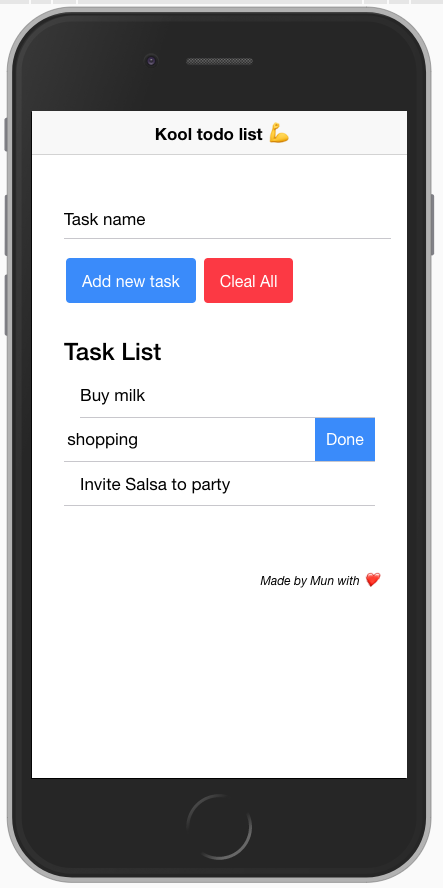 Kool todo list 💪
Task name
Add new task Cleal All
Task List
Buy milk
shopping Done
Invite Salsa to party
Made by Mun with ❤️